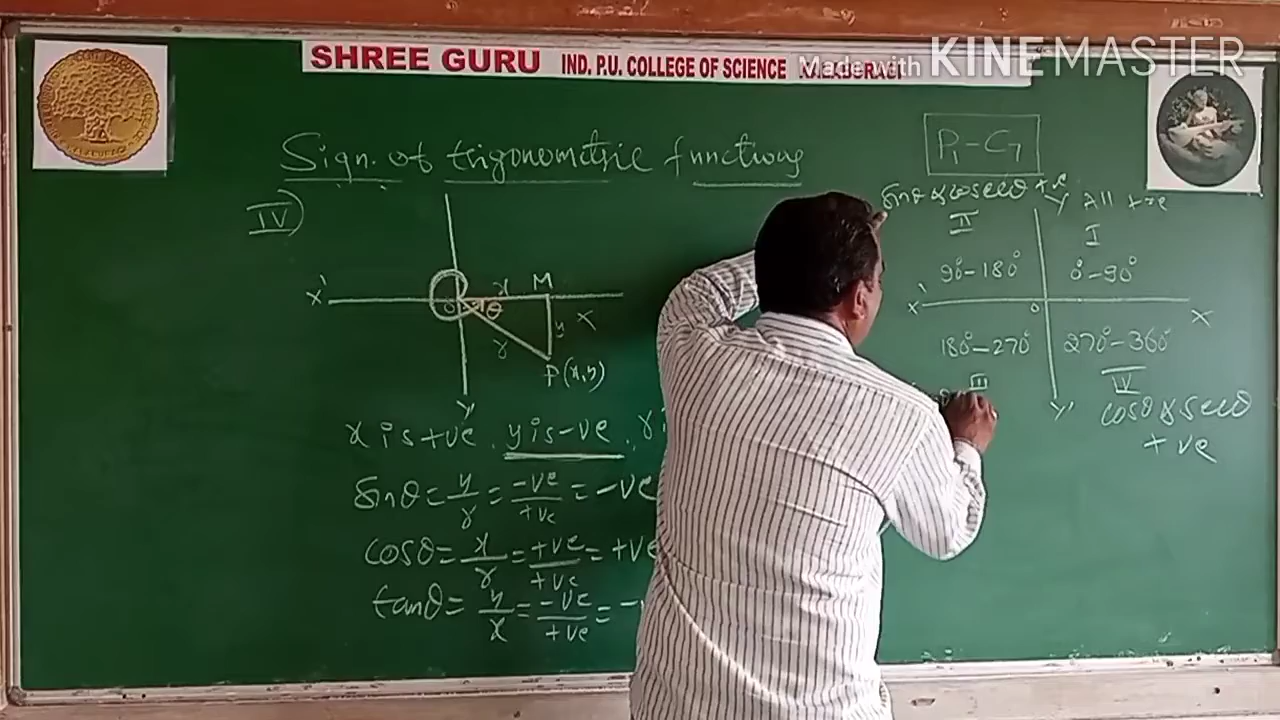 SHREE GURU IND. P.U. COLLEGE OF SCIENCE
Made with KINEMASTER
Sign. of trigonometric functions
P₁-C₇
IV)
X' O θ x M X
y
r
P(x,y)
Y'
x is +ve, y is -ve, r i
sinθ = y/r = -ve/+ve = -ve
cosθ = x/r = +ve/+ve = +ve
tanθ = y/x = -ve/+ve = -
sinθ & cosecθ +ve Y All +ve
II I
90°-180° 0°-90°
X' O X
180°-270° 270°-360°
III IV
Y' cosθ & secθ
+ve